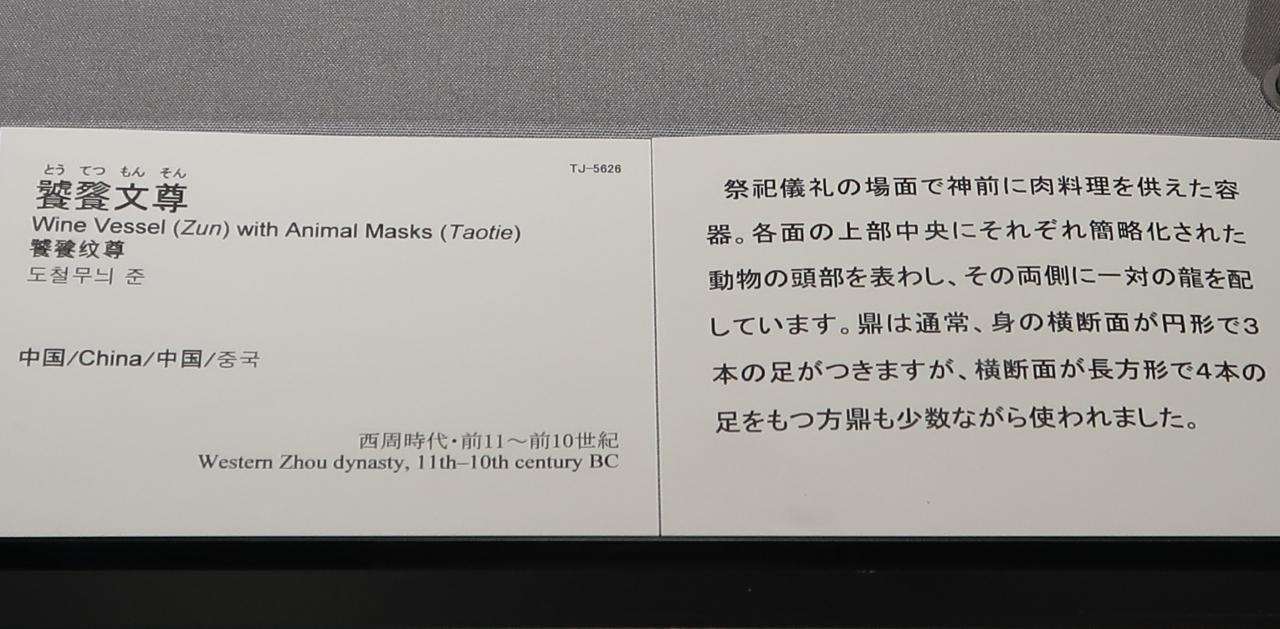 とう てつ もん そん
饕餮文尊
TJ-5626
Wine Vessel (Zun) with Animal Masks (Taotie)
饕餮纹尊
도철무늬 준
中国/China/中国/중국
西周時代・前11～前10世紀
Western Zhou dynasty, 11th–10th century BC
祭祀儀礼の場面で神前に肉料理を供えた容
器。各面の上部中央にそれぞれ簡略化された
動物の頭部を表わし、その両側に一対の龍を配
しています。鼎は通常、身の横断面が円形で3
本の足がつきますが、横断面が長方形で4本の
足をもつ方鼎も少数ながら使われました。